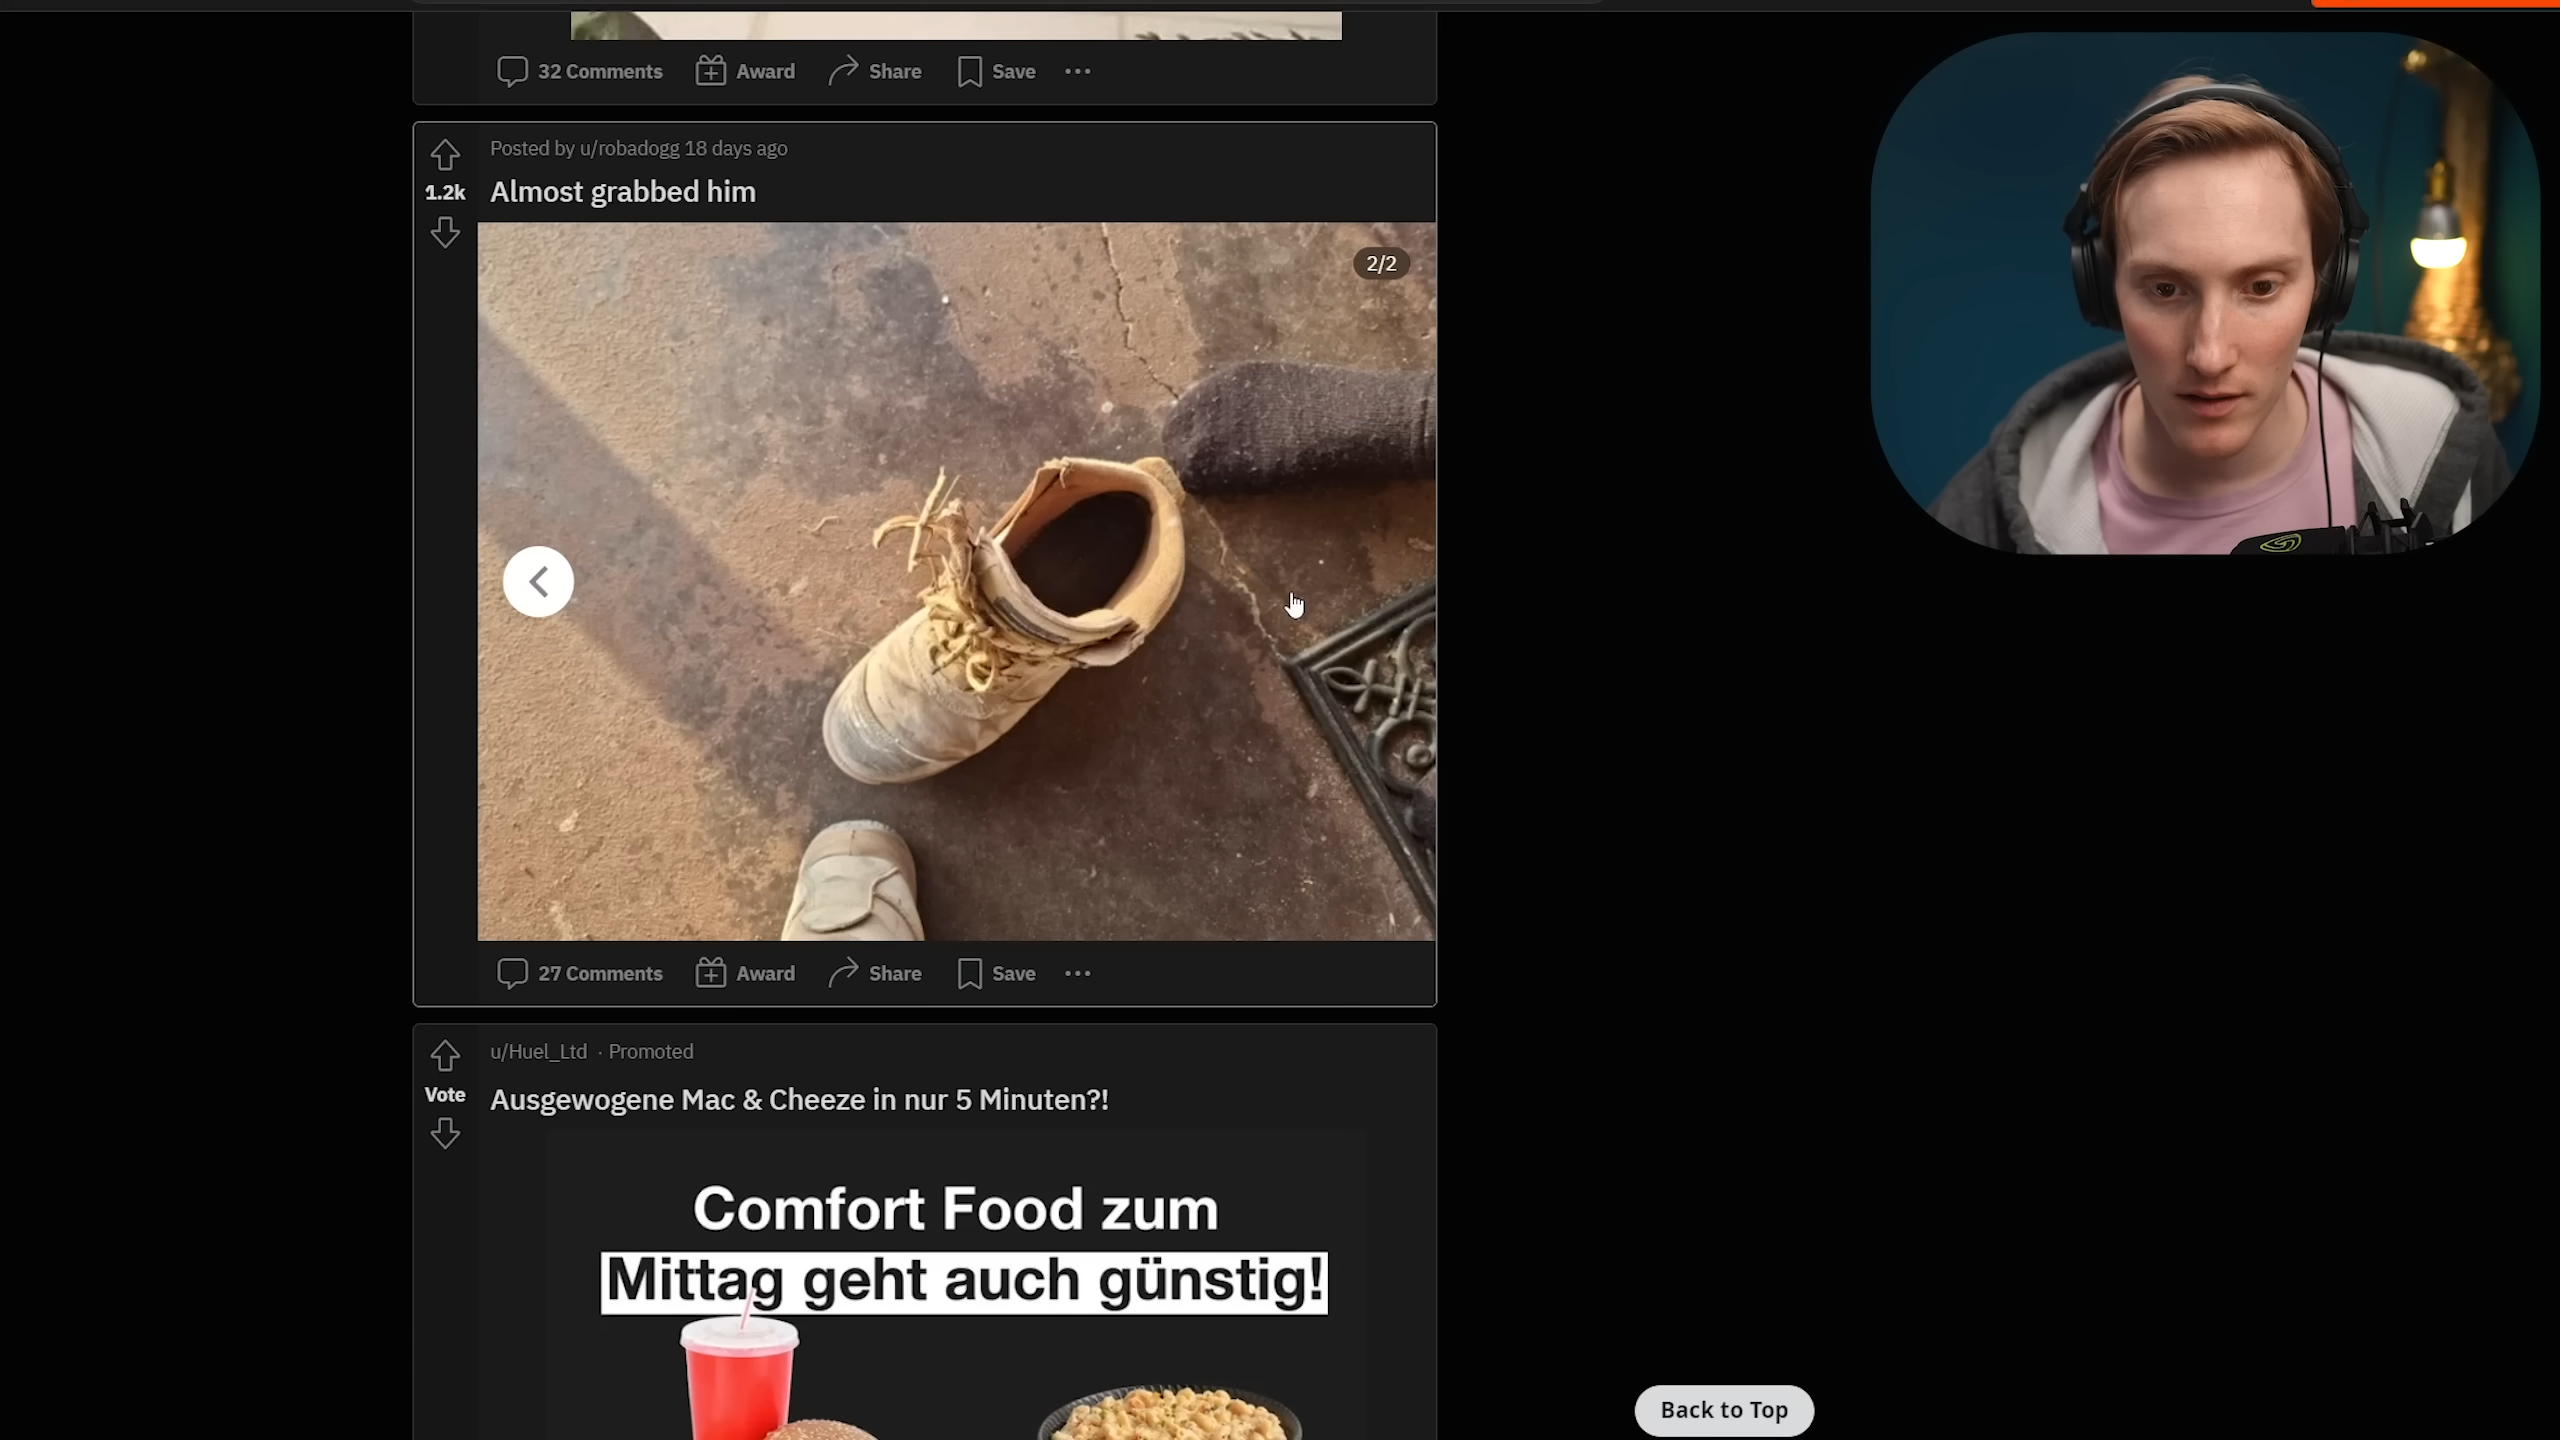 32 Comments Award Share Save
Posted by u/robadogg 18 days ago
1.2k
Almost grabbed him
2/2
27 Comments Award Share Save
u/Huel_Ltd · Promoted
Vote
Ausgewogene Mac & Cheeze in nur 5 Minuten?!
Comfort Food zum
Mittag geht auch günstig!
Back to Top